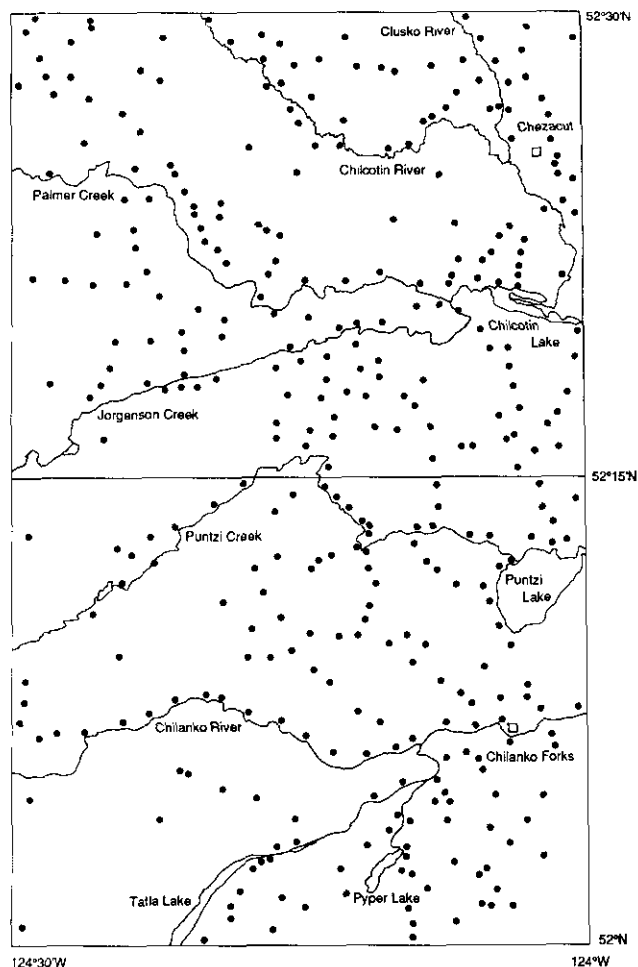 52°30'N
Clusko River
Chezacut
Chilcotin River
Palmer Creek
Chilcotin
Lake
Jorgenson Creek
52°15'N
Puntzi Creek
Puntzi
Lake
Chilanko River
Chilanko Forks
Tatla Lake
Pyper Lake
52°N
124°30'W
124°W